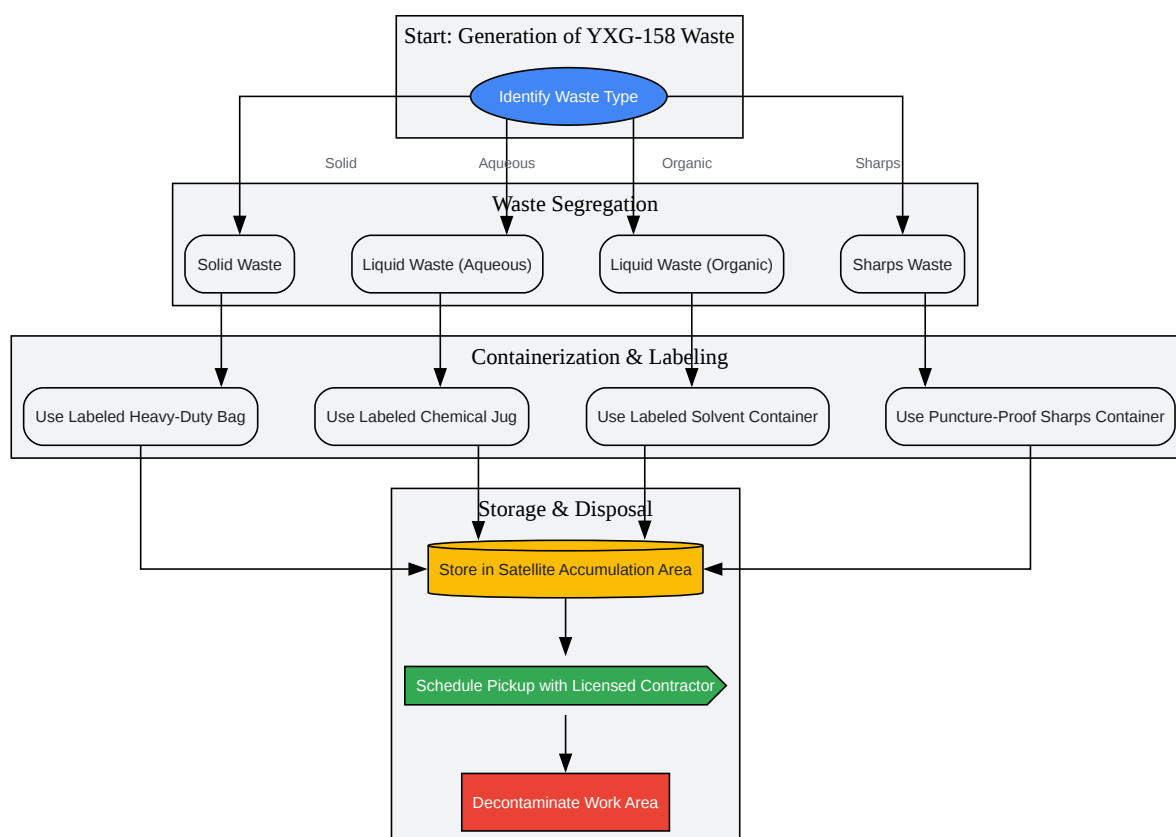 Start: Generation of YXG-158 Waste
Identify Waste Type
Solid
Aqueous
Organic
Sharps
Waste Segregation
Solid Waste
Liquid Waste (Aqueous)
Liquid Waste (Organic)
Sharps Waste
Containerization & Labeling
Use Labeled Heavy-Duty Bag
Use Labeled Chemical Jug
Use Labeled Solvent Container
Use Puncture-Proof Sharps Container
Storage & Disposal
Store in Satellite Accumulation Area
Schedule Pickup with Licensed Contractor
Decontaminate Work Area